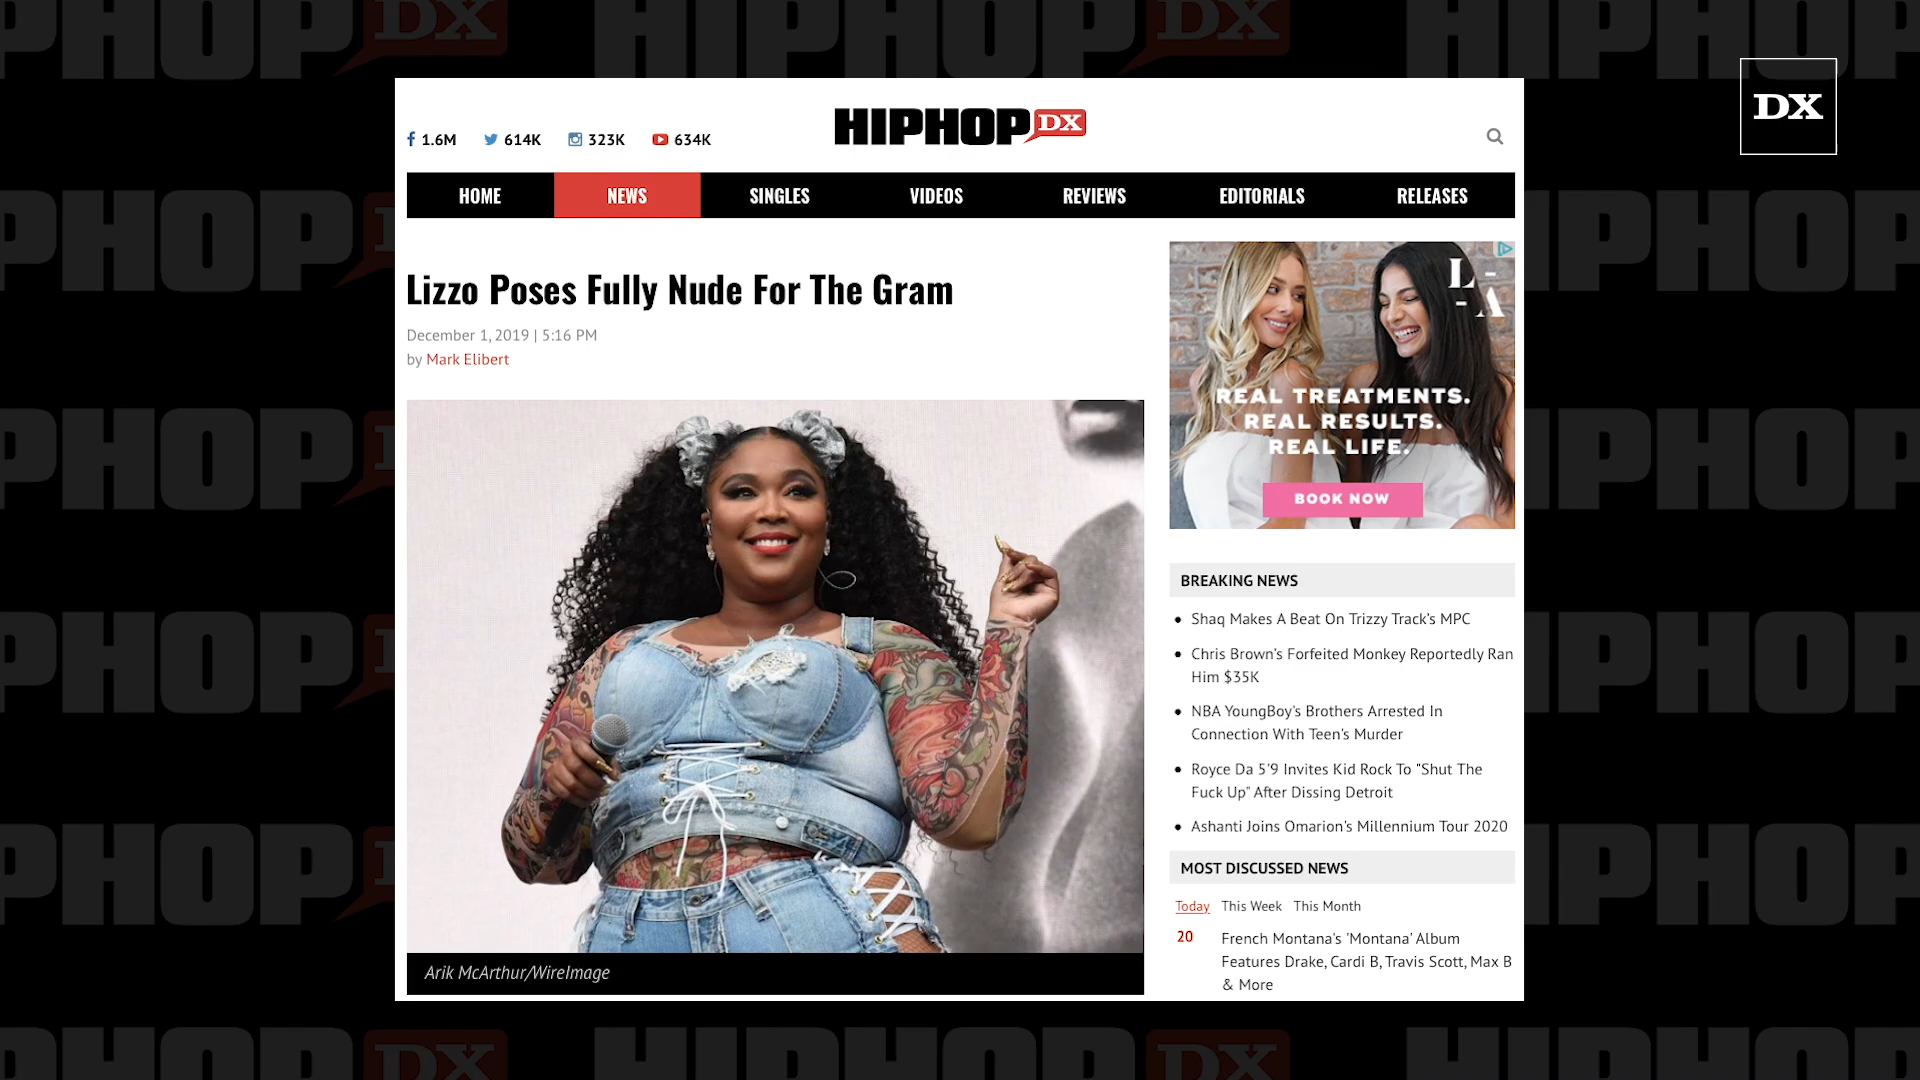 HIPHOP DX
HIPHOP DX
HIPHOP
DX
1.6M 614K 323K 634K
HIPHOP DX
HOME NEWS SINGLES VIDEOS REVIEWS EDITORIALS RELEASES
Lizzo Poses Fully Nude For The Gram
December 1, 2019 | 5:16 PM
by Mark Elibert
Arik McArthur/WireImage
L-
-A
REAL TREATMENTS.
REAL RESULTS.
REAL LIFE.
BOOK NOW
BREAKING NEWS
Shaq Makes A Beat On Trizzy Track's MPC
Chris Brown's Forfeited Monkey Reportedly Ran
Him $35K
NBA YoungBoy's Brothers Arrested In
Connection With Teen's Murder
Royce Da 5'9 Invites Kid Rock To "Shut The
Fuck Up" After Dissing Detroit
Ashanti Joins Omarion's Millennium Tour 2020
MOST DISCUSSED NEWS
Today This Week This Month
20 French Montana's 'Montana' Album
Features Drake, Cardi B, Travis Scott, Max B
& More